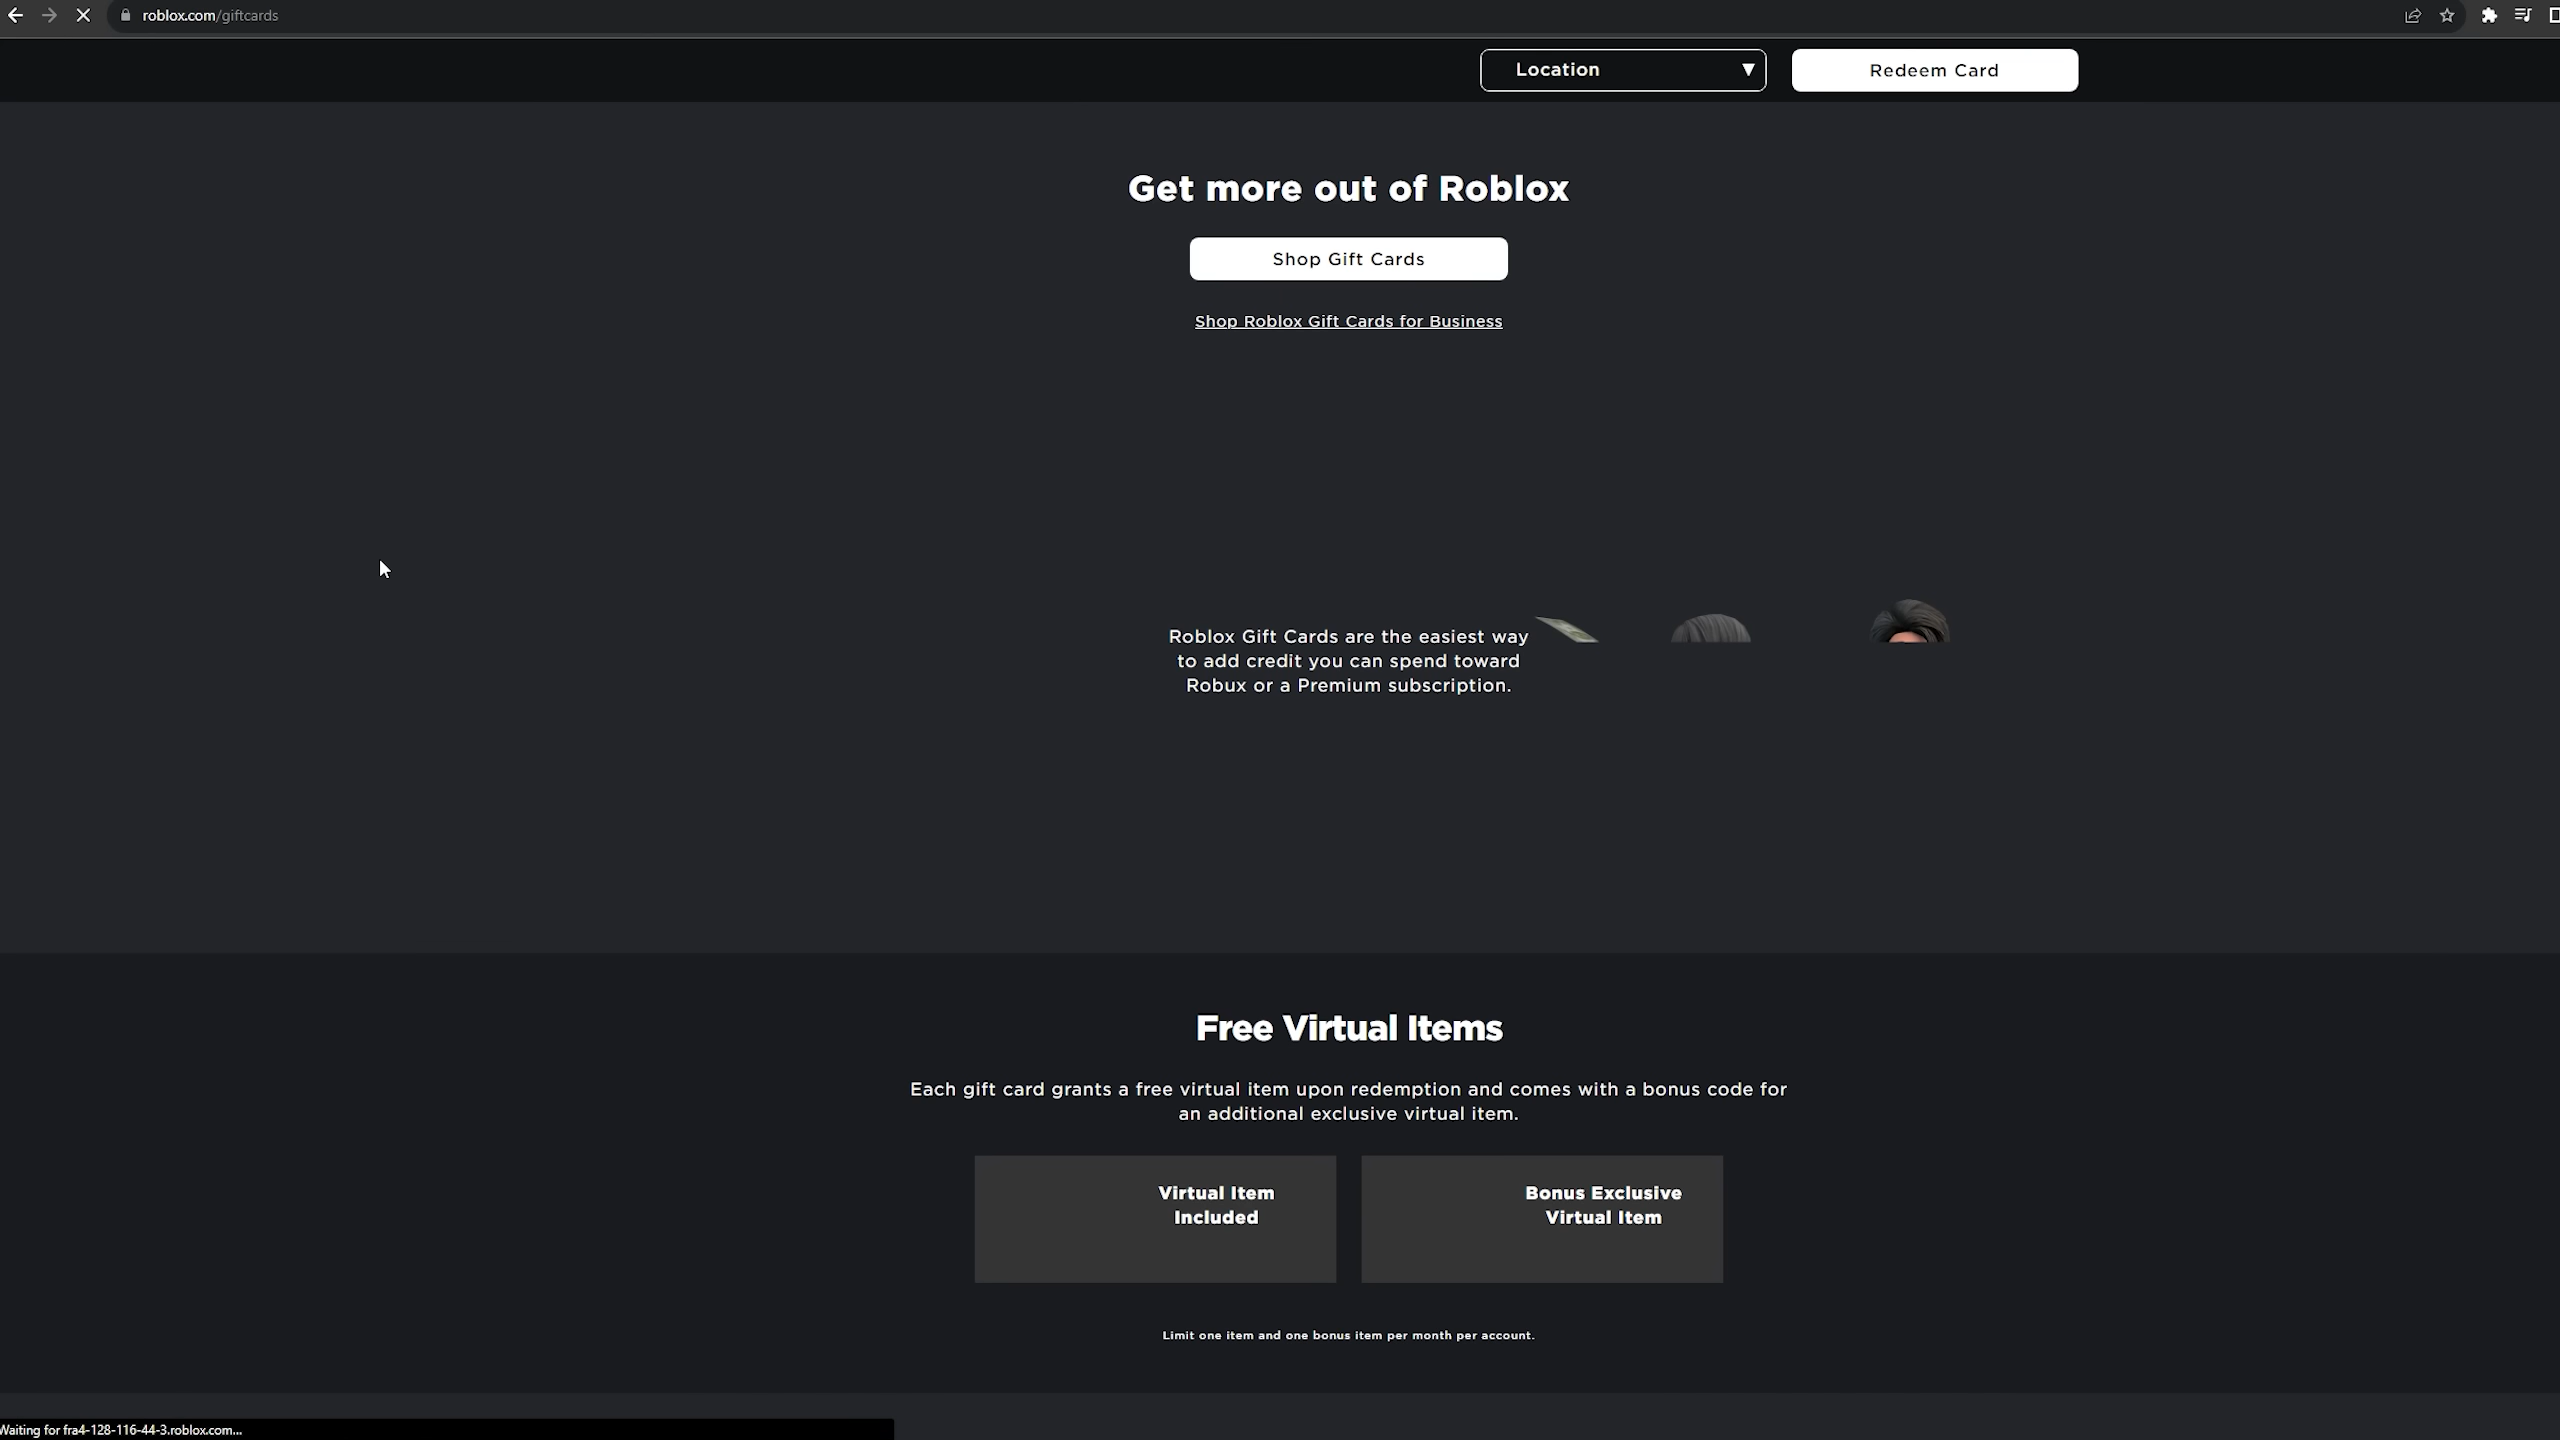 roblox.com/giftcards
Location ▼
Redeem Card
Get more out of Roblox
Shop Gift Cards
Shop Roblox Gift Cards for Business
Roblox Gift Cards are the easiest way
to add credit you can spend toward
Robux or a Premium subscription.
Free Virtual Items
Each gift card grants a free virtual item upon redemption and comes with a bonus code for
an additional exclusive virtual item.
Virtual Item
Included
Bonus Exclusive
Virtual Item
Limit one item and one bonus item per month per account.
Waiting for fra4-128-116-44-3.roblox.com...